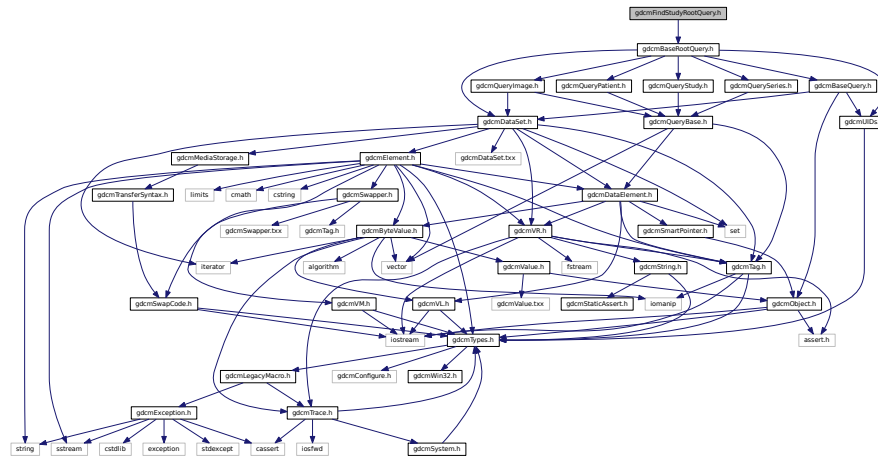 gdcmFindStudyRootQuery.h
gdcmBaseRootQuery.h
gdcmQueryImage.h
gdcmQueryPatient.h
gdcmQueryStudy.h
gdcmQuerySeries.h
gdcmBaseQuery.h
gdcmDataSet.h
gdcmQueryBase.h
gdcmUIDs
gdcmMediaStorage.h
gdcmElement.h
gdcmDataSet.txx
gdcmTransferSyntax.h
limits
cmath
cstring
gdcmSwapper.h
gdcmDataElement.h
gdcmSwapper.txx
gdcmTag.h
gdcmByteValue.h
gdcmVR.h
gdcmSmartPointer.h
set
iterator
algorithm
vector
gdcmValue.h
fstream
gdcmString.h
gdcmTag.h
gdcmSwapCode.h
gdcmVM.h
gdcmVL.h
gdcmValue.txx
gdcmStaticAssert.h
iomanip
gdcmObject.h
iostream
gdcmTypes.h
assert.h
gdcmLegacyMacro.h
gdcmConfigure.h
gdcmWin32.h
gdcmException.h
gdcmTrace.h
string
sstream
cstdlib
exception
stdexcept
cassert
iosfwd
gdcmSystem.h